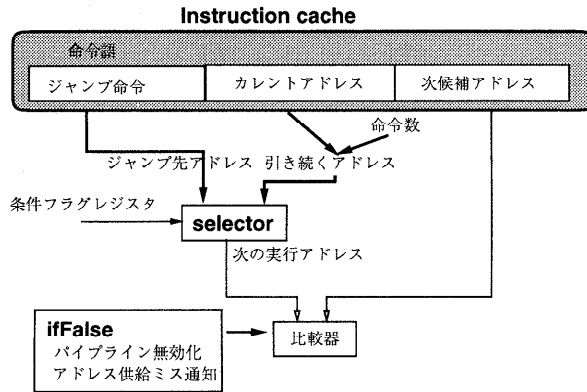 Instruction cache
命令語
ジャンプ命令
カレントアドレス
次候補アドレス
命令数
ジャンプ先アドレス
引き続くアドレス
条件フラグレジスタ
selector
次の実行アドレス
ifFalse
パイプライン無効化
アドレス供給ミス通知
比較器